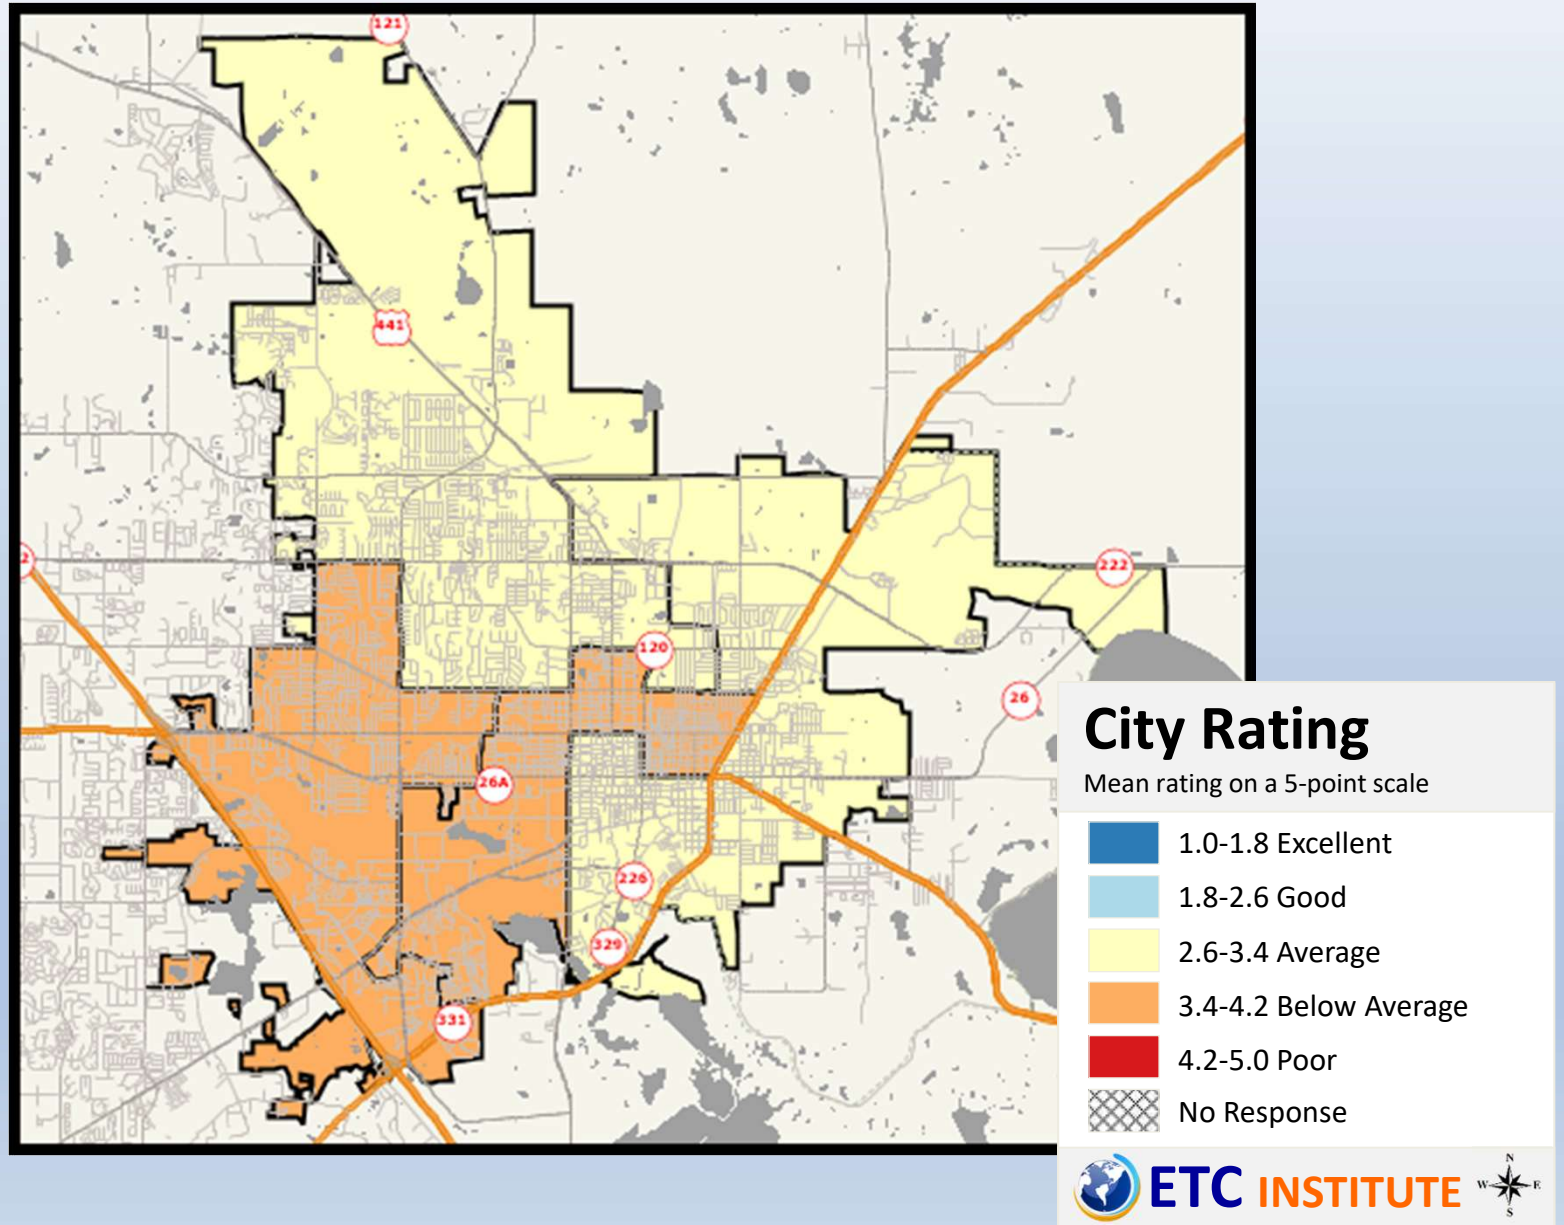 121
441
2
222
120
26
26A
226
329
331
City Rating
Mean rating on a 5-point scale
1.0-1.8 Excellent
1.8-2.6 Good
2.6-3.4 Average
3.4-4.2 Below Average
4.2-5.0 Poor
No Response
ETC INSTITUTE
N
W E
S